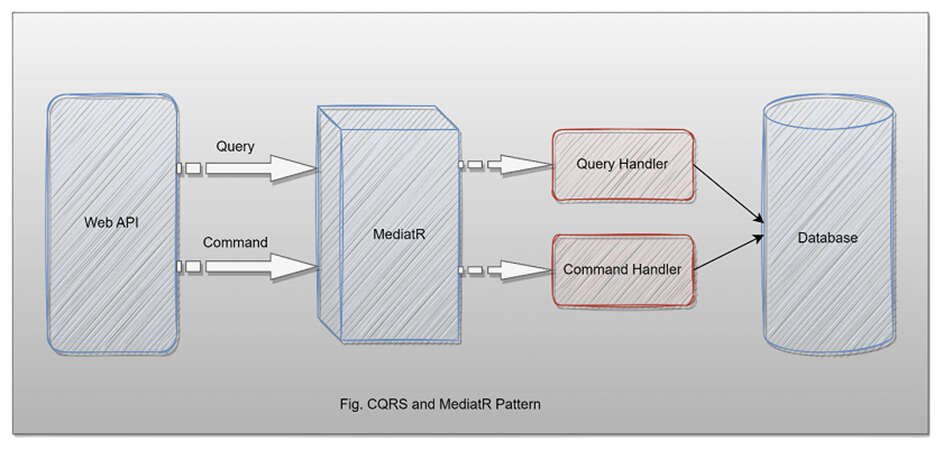 Query
Web API
Command
MediatR
Query Handler
Command Handler
Database
Fig. CQRS and MediatR Pattern